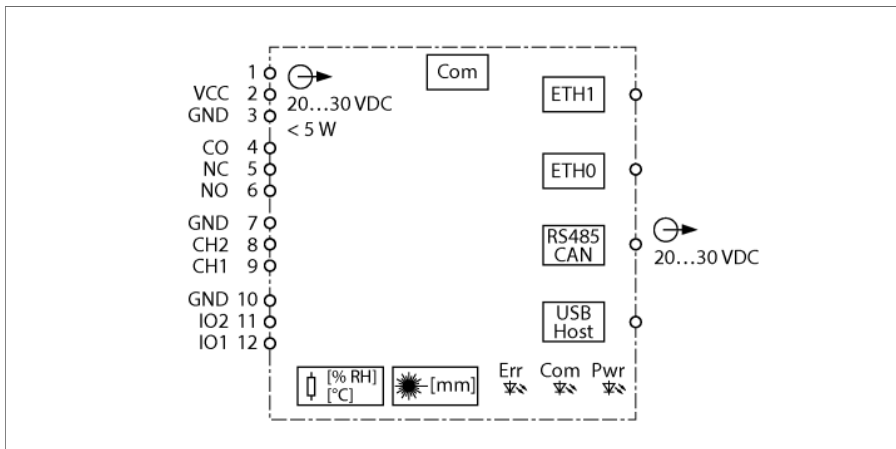 1
VCC 2
GND 3
20...30 VDC
< 5 W
CO 4
NC 5
NO 6
GND 7
CH2 8
CH1 9
GND 10
IO2 11
IO1 12
Com
ETH1
ETH0
RS485
CAN
20...30 VDC
USB
Host
[% RH]
[°C]
[mm]
Err Com Pwr